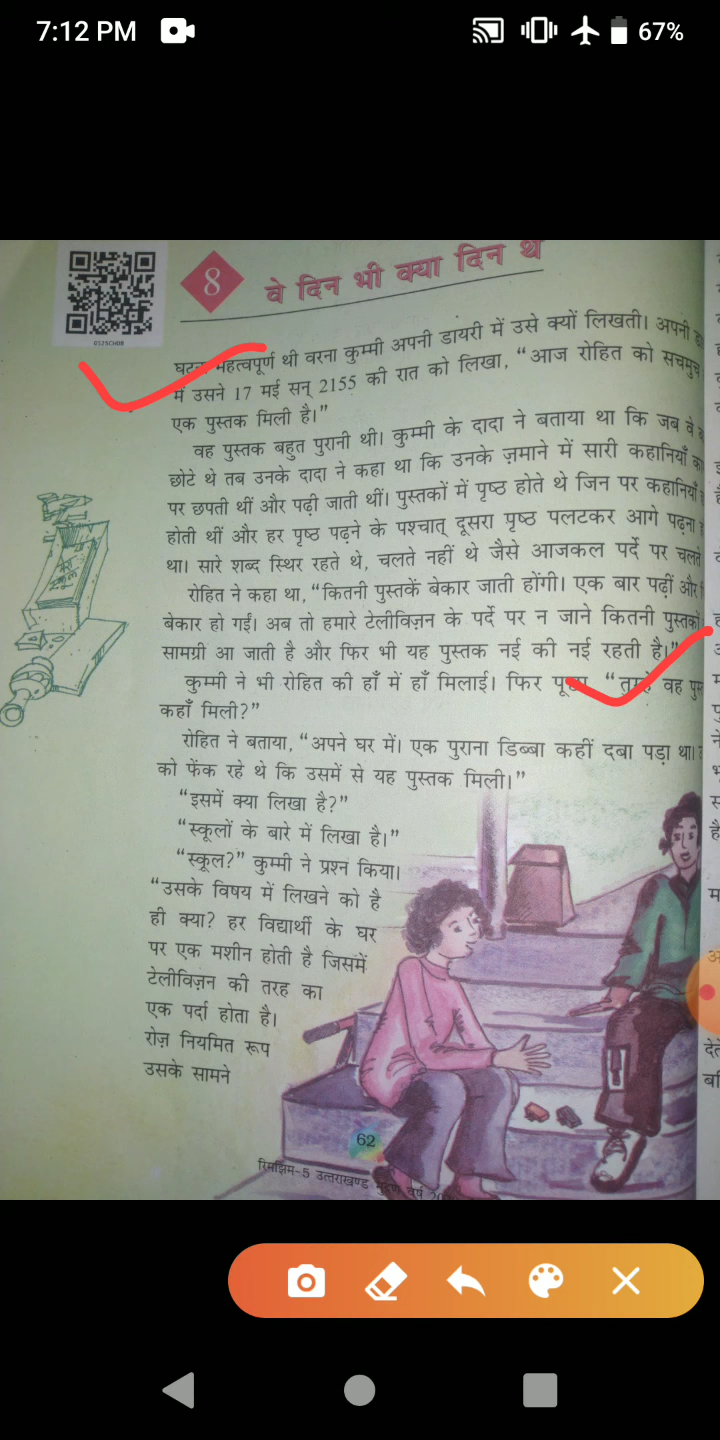 7:12 PM
67%
0525CH08
8
वे दिन भी क्या दिन थे
घटना महत्वपूर्ण थी वरना कुम्मी अपनी डायरी में उसे क्यों लिखती। अपनी
में उसने 17 मई सन् 2155 की रात को लिखा, “आज रोहित को सचमुच
एक पुस्तक मिली है।”
वह पुस्तक बहुत पुरानी थी। कुम्मी के दादा ने बताया था कि जब वे
छोटे थे तब उनके दादा ने कहा था कि उनके ज़माने में सारी कहानियाँ
पर छपती थीं और पढ़ी जाती थीं। पुस्तकों में पृष्ठ होते थे जिन पर कहानियाँ
होती थीं और हर पृष्ठ पढ़ने के पश्चात् दूसरा पृष्ठ पलटकर आगे पढ़ना
था। सारे शब्द स्थिर रहते थे, चलते नहीं थे जैसे आजकल पर्दे पर चलते
रोहित ने कहा था, “कितनी पुस्तकें बेकार जाती होंगी। एक बार पढ़ीं और
बेकार हो गईं। अब तो हमारे टेलीविज़न के पर्दे पर न जाने कितनी पुस्तकों
सामग्री आ जाती है और फिर भी यह पुस्तक नई की नई रहती है।”
कुम्मी ने भी रोहित की हाँ में हाँ मिलाई। फिर पूछा, “तुम्हें वह
कहाँ मिली?”
रोहित ने बताया, “अपने घर में। एक पुराना डिब्बा कहीं दबा पड़ा था।
को फेंक रहे थे कि उसमें से यह पुस्तक मिली।”
“इसमें क्या लिखा है?”
“स्कूलों के बारे में लिखा है।”
“स्कूल?” कुम्मी ने प्रश्न किया।
“उसके विषय में लिखने को है
ही क्या? हर विद्यार्थी के घर
पर एक मशीन होती है जिसमें
टेलीविज़न की तरह का
एक पर्दा होता है।
रोज़ नियमित रूप
उसके सामने
62
रिमझिम-5 उत्तराखण्ड मुद्रण वर्ष